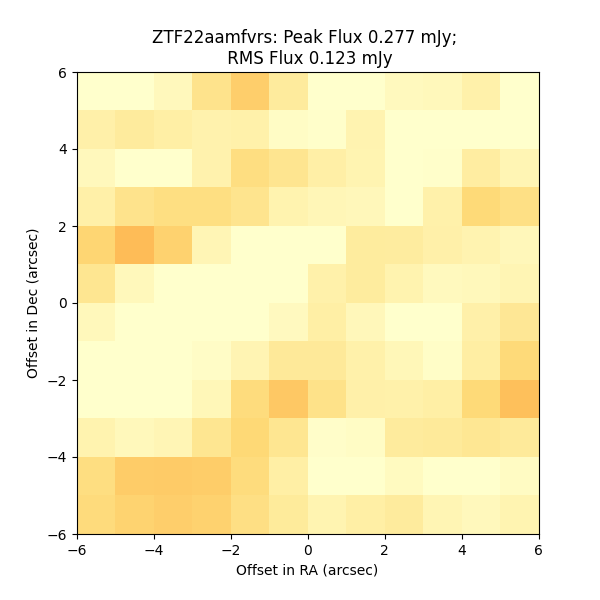 ZTF22aamfvrs: Peak Flux 0.277 mJy;
RMS Flux 0.123 mJy
6
4
2
0
−2
−4
−6
Offset in Dec (arcsec)
−6 −4 −2 0 2 4 6
Offset in RA (arcsec)